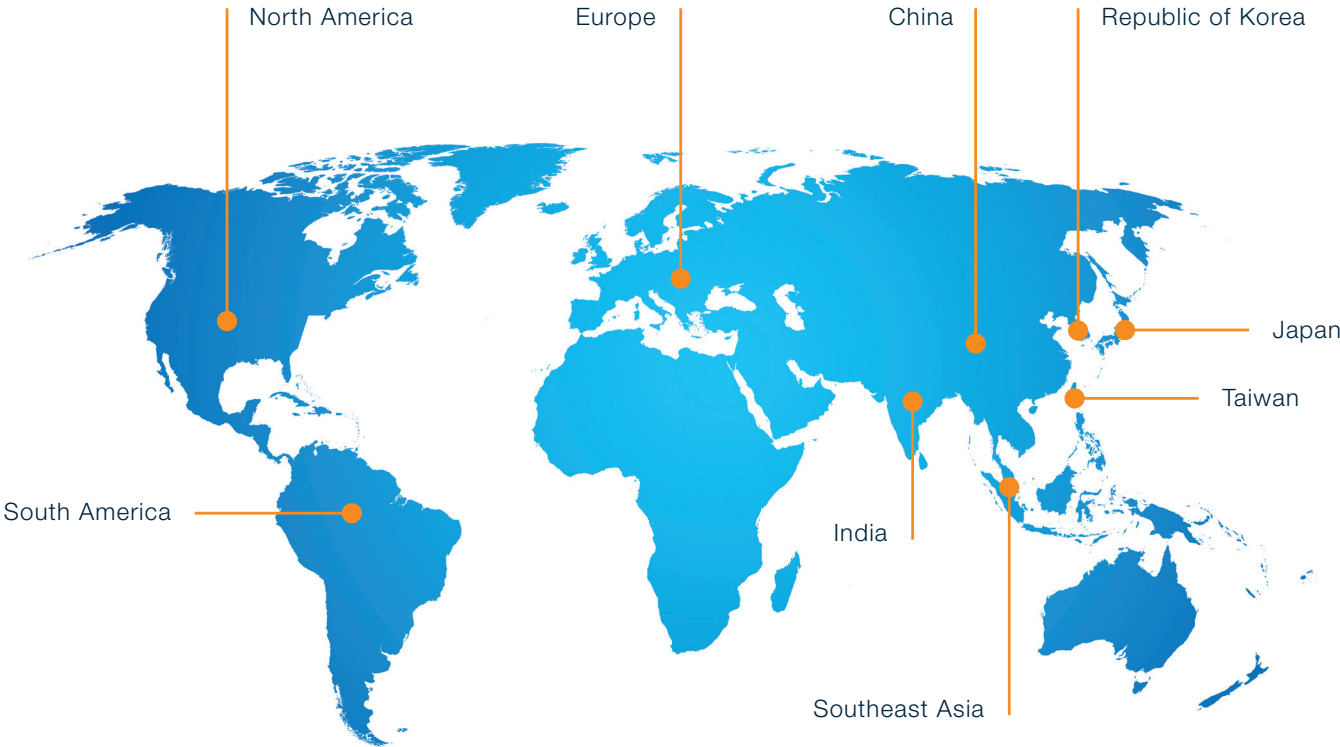 North America
Europe
China
Republic of Korea
Japan
Taiwan
South America
India
Southeast Asia